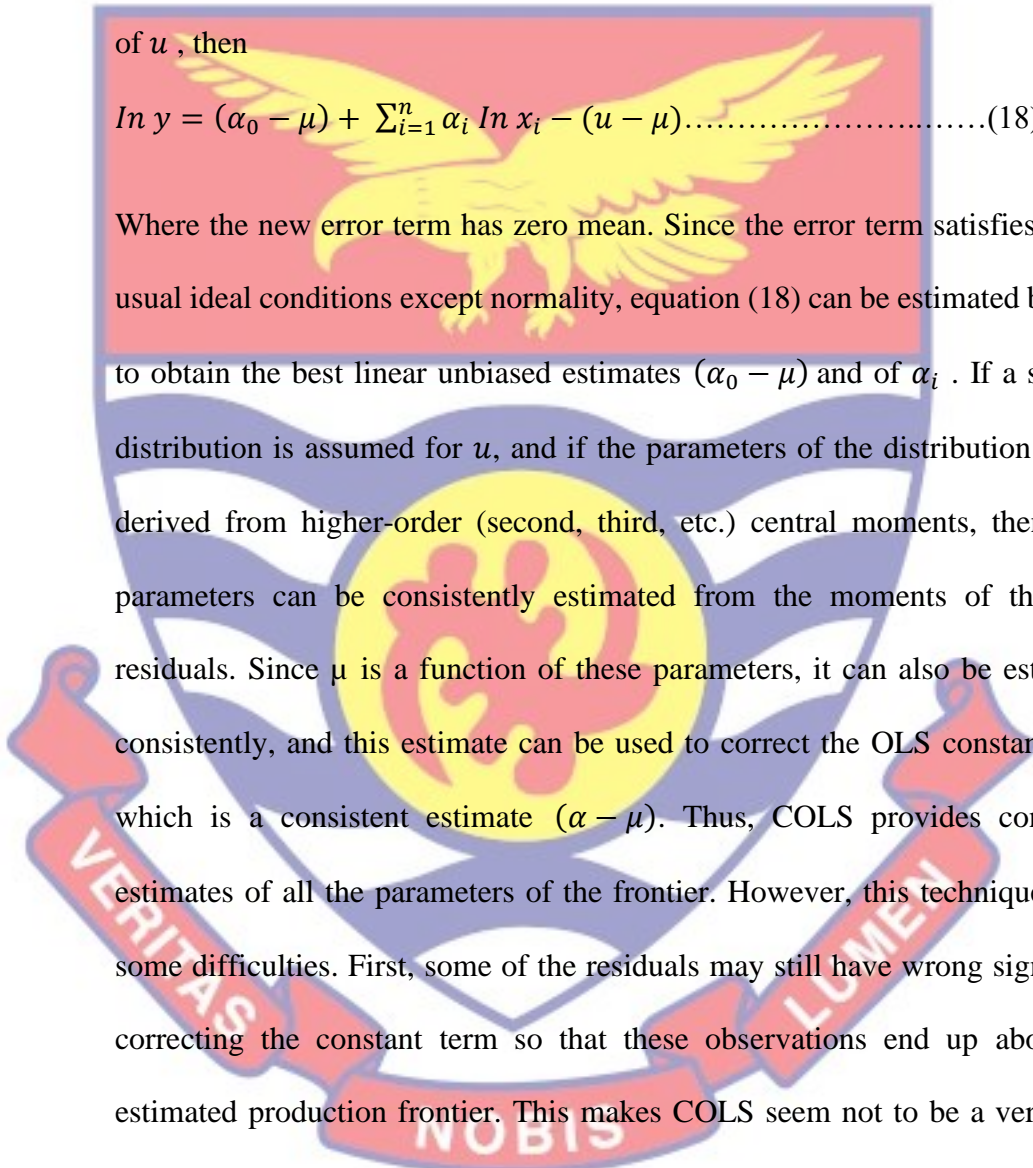 of u , then
In y = (α₀ − μ) + ∑ⁿᵢ₌₁ αᵢ In xᵢ − (u − μ)…………………..……(18)
Where the new error term has zero mean. Since the error term satisfies
usual ideal conditions except normality, equation (18) can be estimated
to obtain the best linear unbiased estimates (α₀ − μ) and of αᵢ . If a
distribution is assumed for u, and if the parameters of the distribution
derived from higher-order (second, third, etc.) central moments,
parameters can be consistently estimated from the moments of
residuals. Since μ is a function of these parameters, it can also be
consistently, and this estimate can be used to correct the OLS
which is a consistent estimate (α − μ). Thus, COLS provides
estimates of all the parameters of the frontier. However, this technique
some difficulties. First, some of the residuals may still have wrong
correcting the constant term so that these observations end up
estimated production frontier. This makes COLS seem not to be a
VERITAS
NOBIS
LUMEN